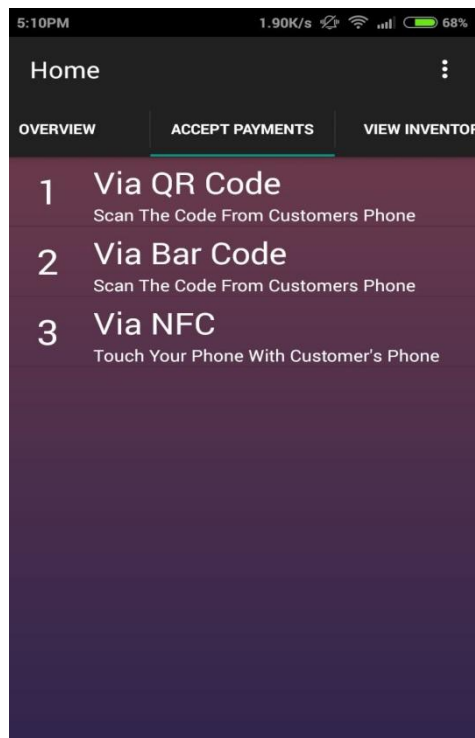 5:10PM 1.90K/s 68%
Home
OVERVIEW ACCEPT PAYMENTS VIEW INVENTOR
1 Via QR Code
Scan The Code From Customers Phone
2 Via Bar Code
Scan The Code From Customers Phone
3 Via NFC
Touch Your Phone With Customer's Phone